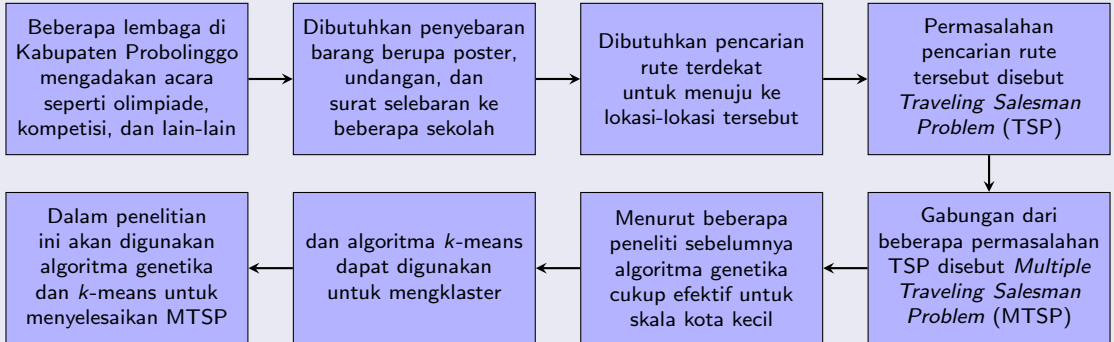 Beberapa lembaga di
Kabupaten Probolinggo
mengadakan acara
seperti olimpiade,
kompetisi, dan lain-lain
Dibutuhkan penyebaran
barang berupa poster,
undangan, dan
surat selebaran ke
beberapa sekolah
Dibutuhkan pencarian
rute terdekat
untuk menuju ke
lokasi-lokasi tersebut
Permasalahan
pencarian rute
tersebut disebut
Traveling Salesman
Problem (TSP)
Gabungan dari
beberapa permasalahan
TSP disebut Multiple
Traveling Salesman
Problem (MTSP)
Menurut beberapa
peneliti sebelumnya
algoritma genetika
cukup efektif untuk
skala kota kecil
dan algoritma k-means
dapat digunakan
untuk mengklaster
Dalam penelitian
ini akan digunakan
algoritma genetika
dan k-means untuk
menyelesaikan MTSP